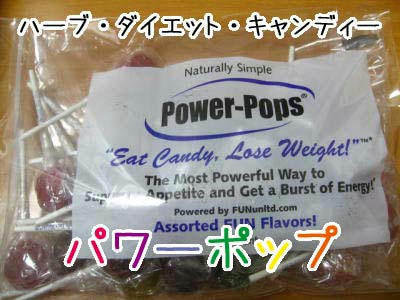 ハーブ・ダイエット・キャンディー
Naturally Simple
Power-Pops®
"Eat Candy, Lose Weight!"™
The Most Powerful Way to
Appetite and Get a Burst of Energy!
Powered by FUNunltd.com
Assorted FUN Flavors!
パワーポップ